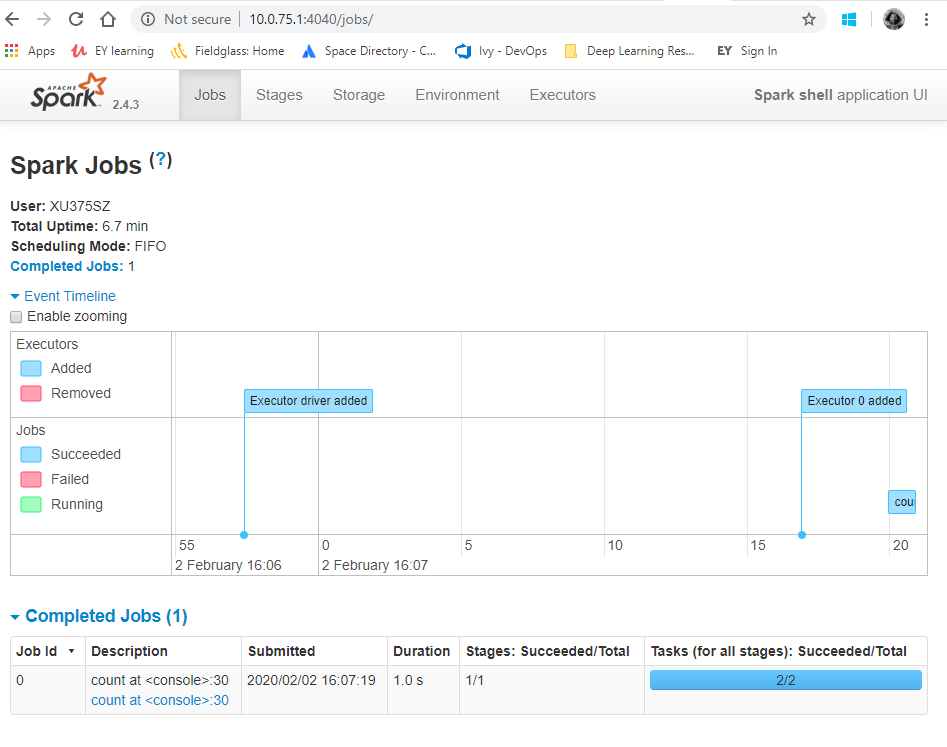 Not secure | 10.0.75.1:4040/jobs/
Apps EY learning Fieldglass: Home Space Directory - C... Ivy - DevOps Deep Learning Res... EY Sign In
APACHE Spark 2.4.3 Jobs Stages Storage Environment Executors Spark shell application UI
Spark Jobs (?)
User: XU375SZ
Total Uptime: 6.7 min
Scheduling Mode: FIFO
Completed Jobs: 1
Event Timeline
Enable zooming
Executors
Added
Removed
Executor driver added Executor 0 added
Jobs
Succeeded
Failed
Running
cou
55 0 5 10 15 20
2 February 16:06 2 February 16:07
Completed Jobs (1)
Job Id ▾ Description Submitted Duration Stages: Succeeded/Total Tasks (for all stages): Succeeded/Total
0 count at <console>:30 2020/02/02 16:07:19 1.0 s 1/1 2/2
count at <console>:30